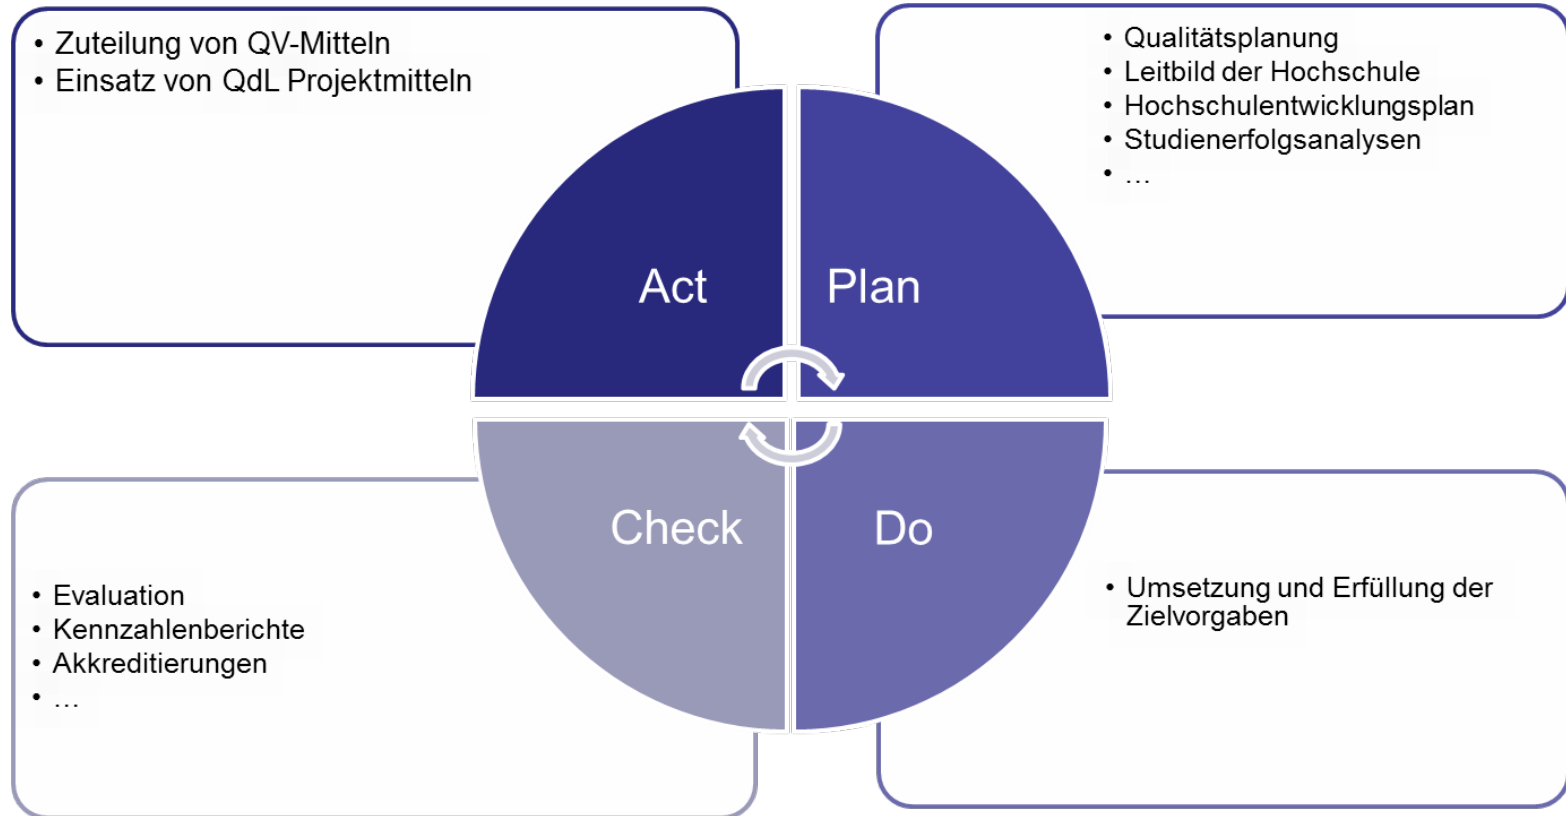 • Zuteilung von QV-Mitteln
• Einsatz von QdL Projektmitteln
• Qualitätsplanung
• Leitbild der Hochschule
• Hochschulentwicklungsplan
• Studienerfolgsanalysen
• …
Act
Plan
Check
Do
• Evaluation
• Kennzahlenberichte
• Akkreditierungen
• …
• Umsetzung und Erfüllung der
Zielvorgaben